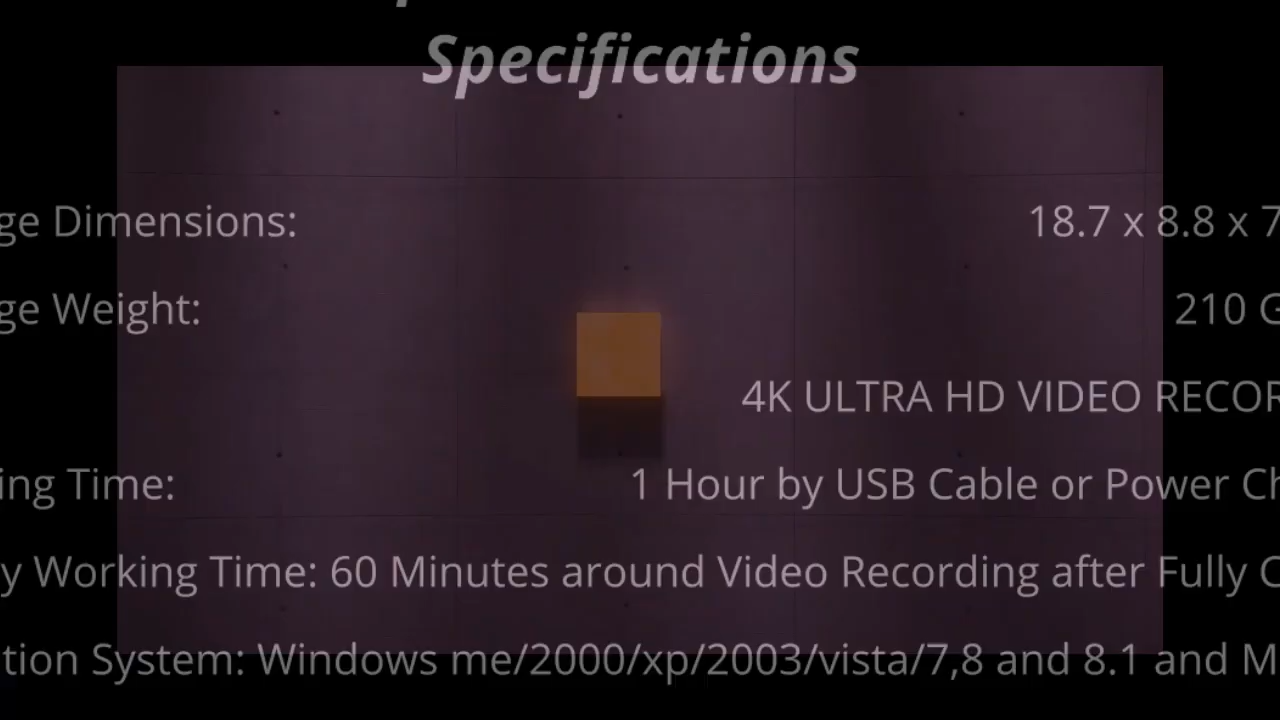 Specifications
ge Dimensions: 18.7 x 8.8 x 7
ge Weight: 210 G
4K ULTRA HD VIDEO RECOR
ing Time: 1 Hour by USB Cable or Power Ch
y Working Time: 60 Minutes around Video Recording after Fully C
tion System: Windows me/2000/xp/2003/vista/7,8 and 8.1 and M